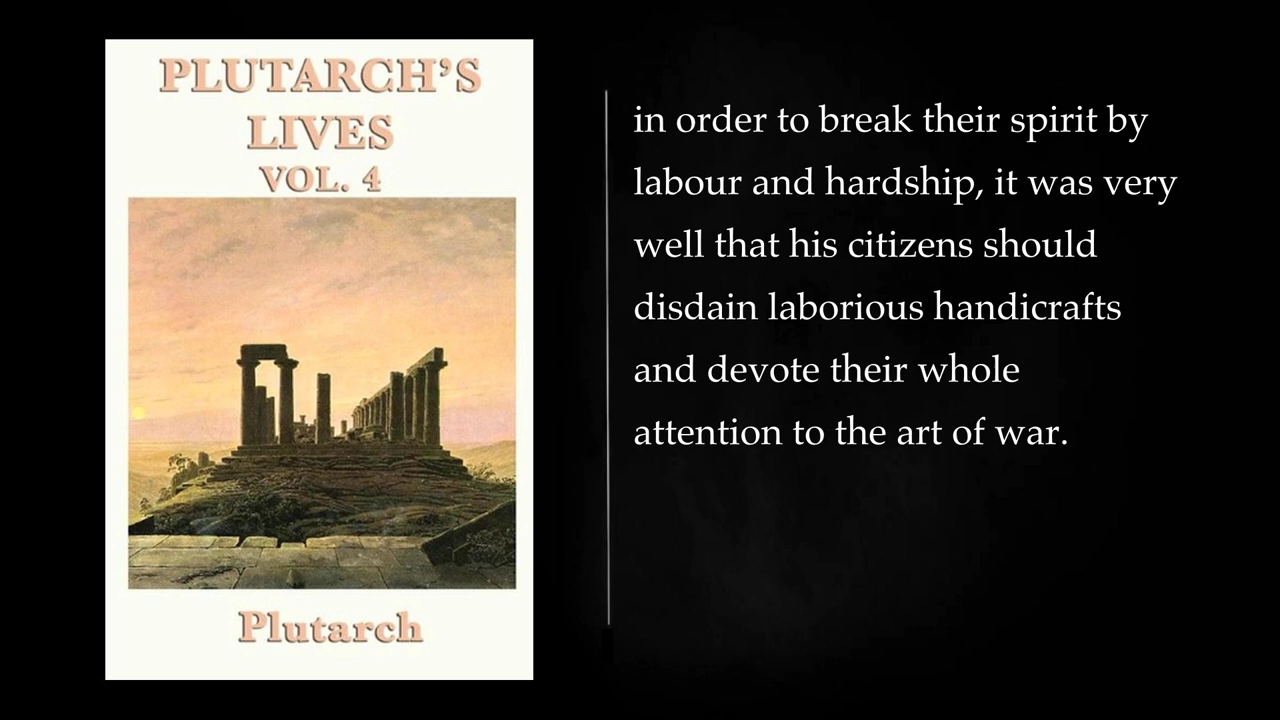 PLUTARCH'S
LIVES
VOL. 4
Plutarch
in order to break their spirit by
labour and hardship, it was very
well that his citizens should
disdain laborious handicrafts
and devote their whole
attention to the art of war.